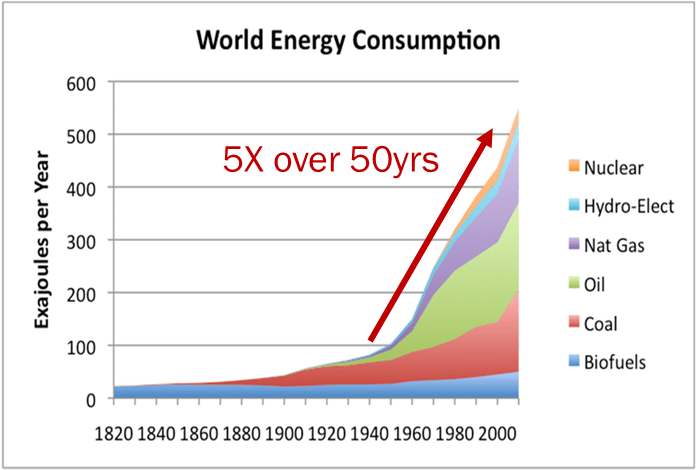 World Energy Consumption
600
500
400
300
200
100
0
Exajoules per Year
5X over 50yrs
1820 1840 1860 1880 1900 1920 1940 1960 1980 2000
Nuclear
Hydro-Elect
Nat Gas
Oil
Coal
Biofuels